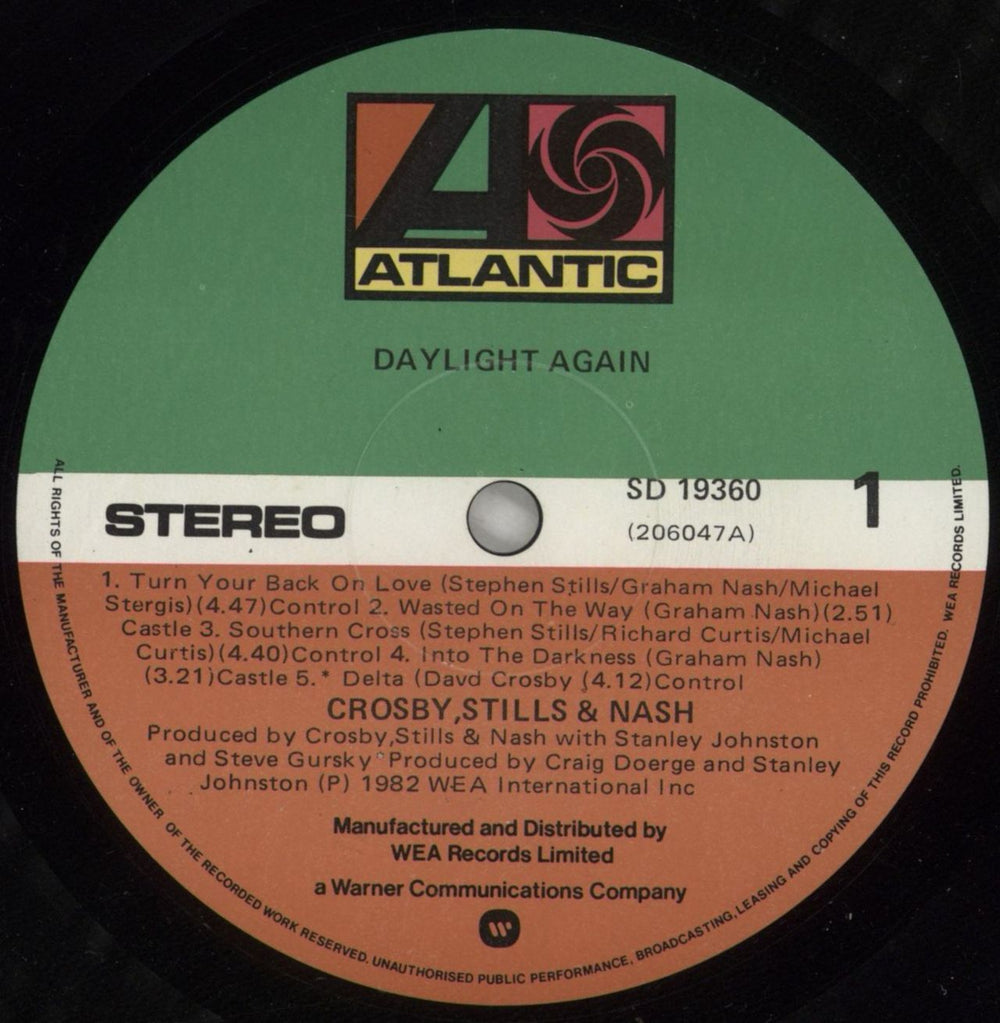 ATLANTIC
DAYLIGHT AGAIN
STEREO
SD 19360
(206047A)
1
1. Turn Your Back On Love (Stephen Stills/Graham Nash/Michael
Stergis)(4.47)Control 2. Wasted On The Way (Graham Nash)(2.51)
Castle 3. Southern Cross (Stephen Stills/Richard Curtis/Michael
Curtis)(4.40)Control 4. Into The Darkness (Graham Nash)
(3.21)Castle 5.* Delta (Davd Crosby (4.12)Control
CROSBY,STILLS & NASH
Produced by Crosby,Stills & Nash with Stanley Johnston
and Steve Gursky *Produced by Craig Doerge and Stanley
Johnston (P) 1982 WEA International Inc
Manufactured and Distributed by
WEA Records Limited
a Warner Communications Company
ALL RIGHTS OF THE MANUFACTURER AND OF THE OWNER OF THE RECORDED WORK RESERVED. UNAUTHORISED PUBLIC PERFORMANCE, BROADCASTING, LEASING AND COPYING OF THIS RECORD PROHIBITED. WEA RECORDS LIMITED.